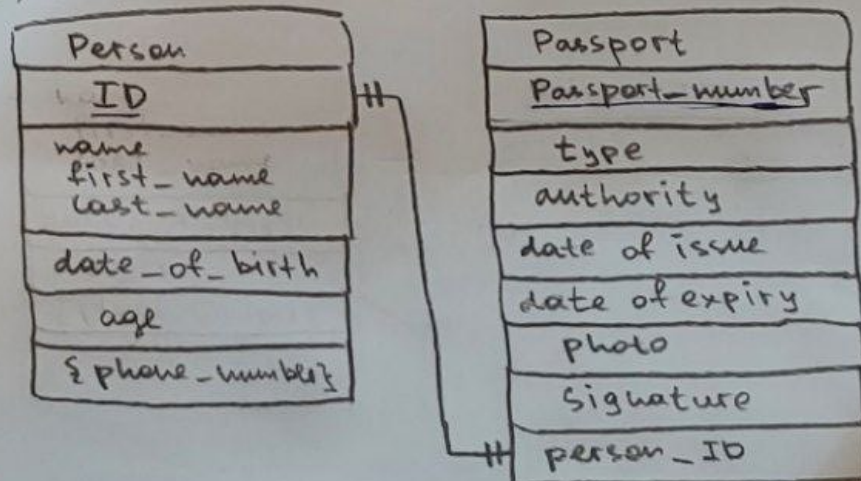 Person
ID
name
first_name
last_name
date_of_birth
age
{phone_number}
Passport
Passport_number
type
authority
date of issue
date of expiry
photo
signature
person_ID